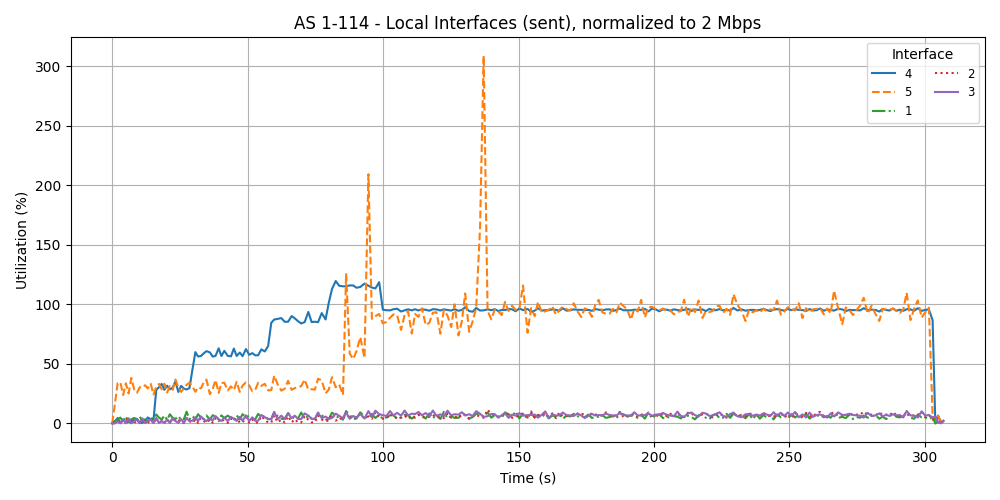 AS 1-114 - Local Interfaces (sent), normalized to 2 Mbps
Utilization (%)
300
250
200
150
100
50
0
0 50 100 150 200 250 300
Time (s)
Interface
4 2
5 3
1